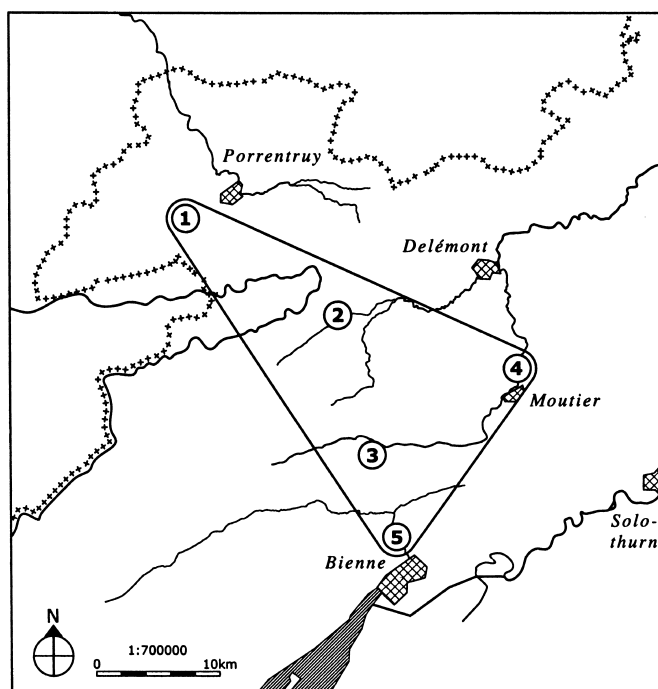 Porrentruy
1
Delémont
2
4
Moutier
3
Solo-
thurn
5
Bienne
N
1:700000
0 10km